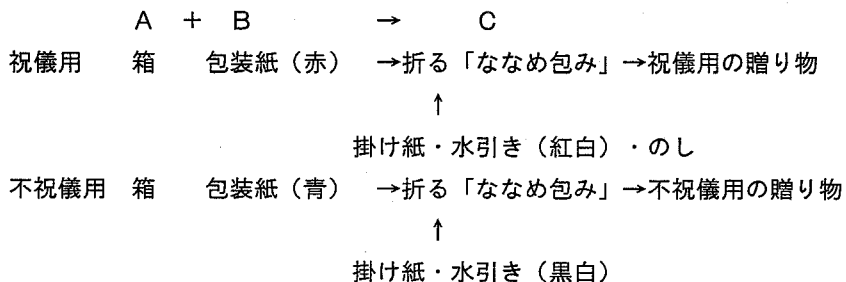 A ＋ B → C
祝儀用 箱 包装紙（赤） →折る「ななめ包み」→祝儀用の贈り物
↑
掛け紙・水引き（紅白）・のし
不祝儀用 箱 包装紙（青） →折る「ななめ包み」→不祝儀用の贈り物
↑
掛け紙・水引き（黒白）